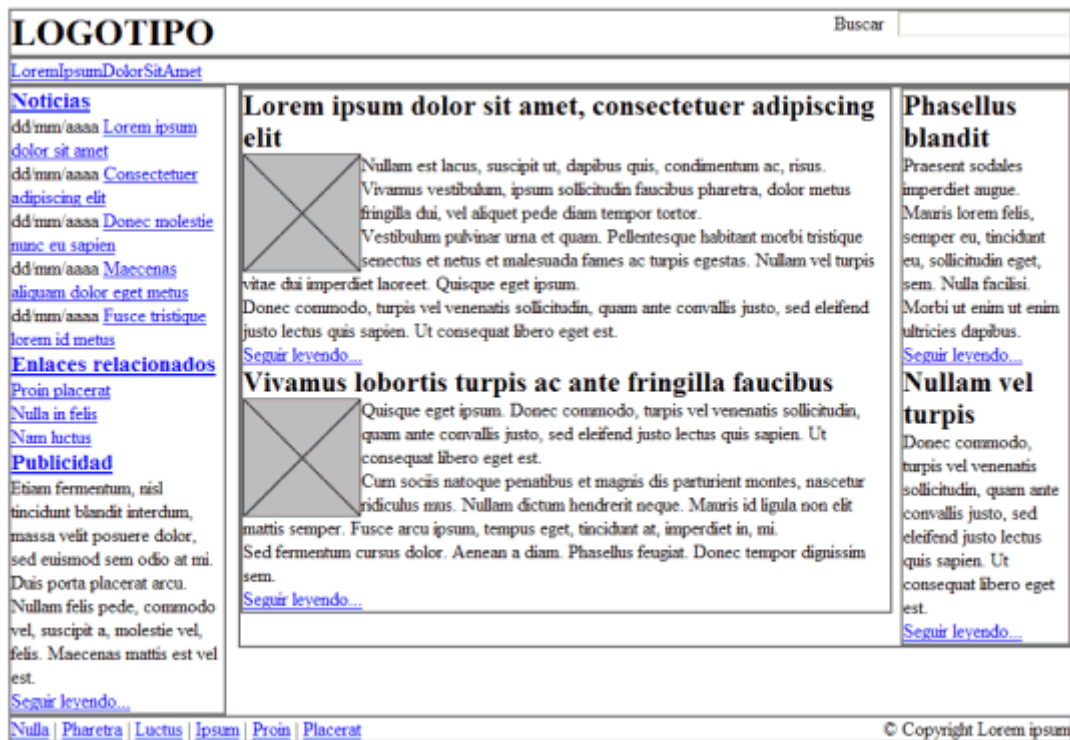 LOGOTIPO
Buscar
LoremIpsumDolorSitAmet
Noticias
dd/mm/aaaa Lorem ipsum
dolor sit amet
dd/mm/aaaa Consectetuer
adipiscing elit
dd/mm/aaaa Donec molestie
nunc eu sapien
dd/mm/aaaa Maecenas
aliquam dolor eget metus
dd/mm/aaaa Fusce tristique
lorem id metus
Enlaces relacionados
Proin placerat
Nulla in felis
Nam luctus
Publicidad
Etiam fermentum, nisl
tincidunt blandit interdum,
massa velit posuere dolor,
sed euismod sem odio at mi.
Duis porta placerat arcu.
Nullam felis pede, commodo
vel, suscipit a, molestie vel,
felis. Maecenas mattis est vel
est.
Seguir leyendo...
Lorem ipsum dolor sit amet, consectetuer adipiscing
elit
Nullam est lacus, suscipit ut, dapibus quis, condimentum ac, risus.
Vivamus vestibulum, ipsum sollicitudin faucibus pharetra, dolor metus
fringilla dui, vel aliquet pede diam tempor tortor.
Vestibulum pulvinar urna et quam. Pellentesque habitant morbi tristique
senectus et netus et malesuada fames ac turpis egestas. Nullam vel turpis
vitae dui imperdiet laoreet. Quisque eget ipsum.
Donec commodo, turpis vel venenatis sollicitudin, quam ante convallis justo, sed eleifend
justo lectus quis sapien. Ut consequat libero eget est.
Seguir leyendo...
Vivamus lobortis turpis ac ante fringilla faucibus
Quisque eget ipsum. Donec commodo, turpis vel venenatis sollicitudin,
quam ante convallis justo, sed eleifend justo lectus quis sapien. Ut
consequat libero eget est.
Cum sociis natoque penatibus et magnis dis parturient montes, nascetur
ridiculus mus. Nullam dictum hendrerit neque. Mauris id ligula non elit
mattis semper. Fusce arcu ipsum, tempus eget, tincidunt at, imperdiet in, mi.
Sed fermentum cursus dolor. Aenean a diam. Phasellus feugiat. Donec tempor dignissim
sem.
Seguir leyendo...
Phasellus
blandit
Praesent sodales
imperdiet augue.
Mauris lorem felis,
semper eu, tincidunt
eu, sollicitudin eget,
sem. Nulla facilisi.
Morbi ut enim ut enim
ultricies dapibus.
Seguir leyendo...
Nullam vel
turpis
Donec commodo,
turpis vel venenatis
sollicitudin, quam ante
convallis justo, sed
eleifend justo lectus
quis sapien. Ut
consequat libero eget
est.
Seguir leyendo...
Nulla | Pharetra | Luctus | Ipsum | Proin | Placerat
© Copyright Lorem ipsum